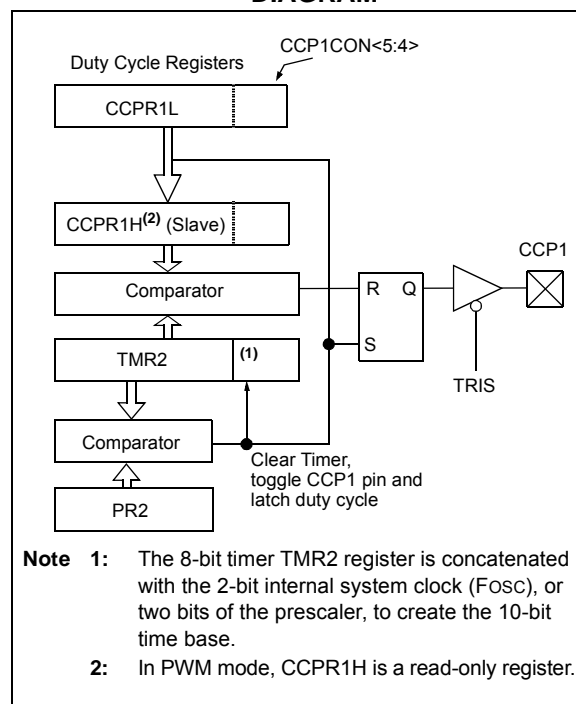 DIAGRAM
CCP1CON<5:4>
Duty Cycle Registers
CCPR1L
CCPR1H(2) (Slave)
CCP1
Comparator
R Q
TMR2
(1)
S
TRIS
Comparator
Clear Timer,
toggle CCP1 pin and
latch duty cycle
PR2
Note 1: The 8-bit timer TMR2 register is concatenated
with the 2-bit internal system clock (FOSC), or
two bits of the prescaler, to create the 10-bit
time base.
2: In PWM mode, CCPR1H is a read-only register.